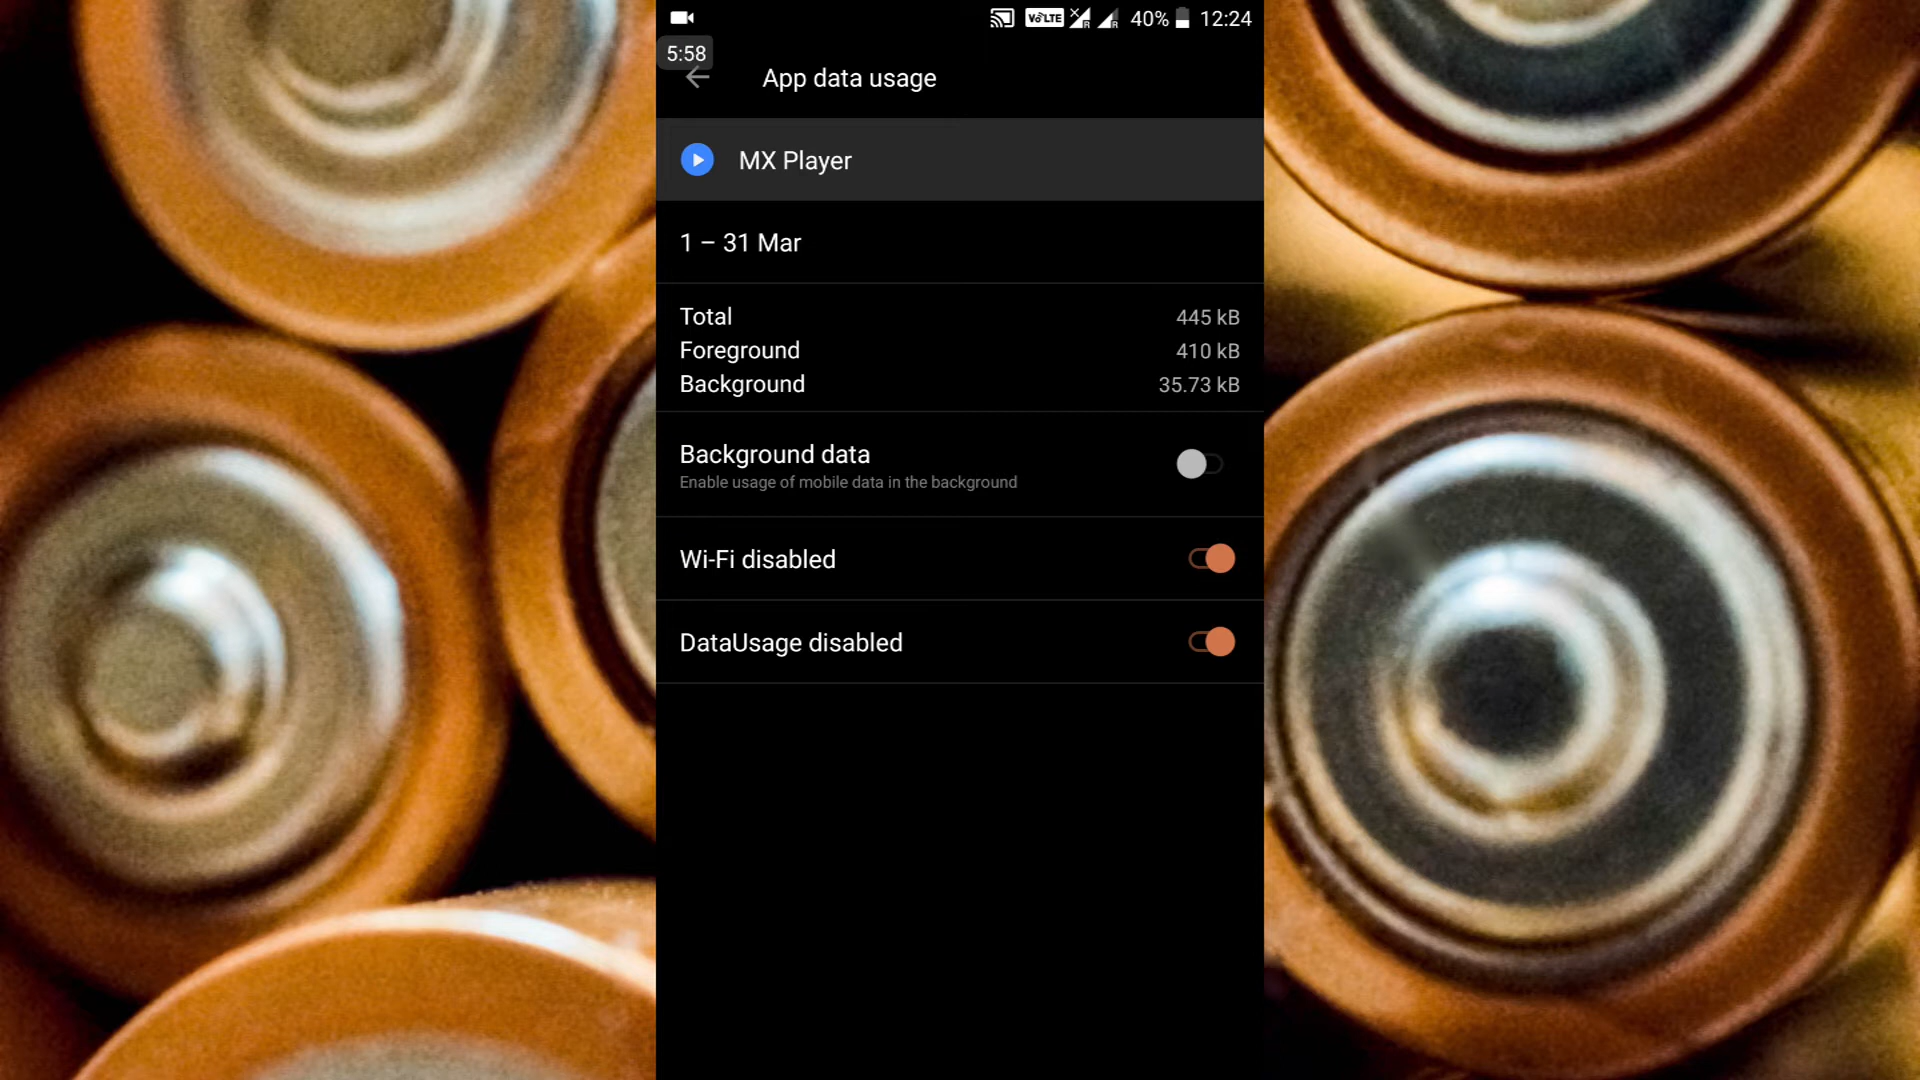 VoLTE R R 40% 12:24
5:58
App data usage
MX Player
1 – 31 Mar
Total 445 kB
Foreground 410 kB
Background 35.73 kB
Background data
Enable usage of mobile data in the background
Wi-Fi disabled
DataUsage disabled